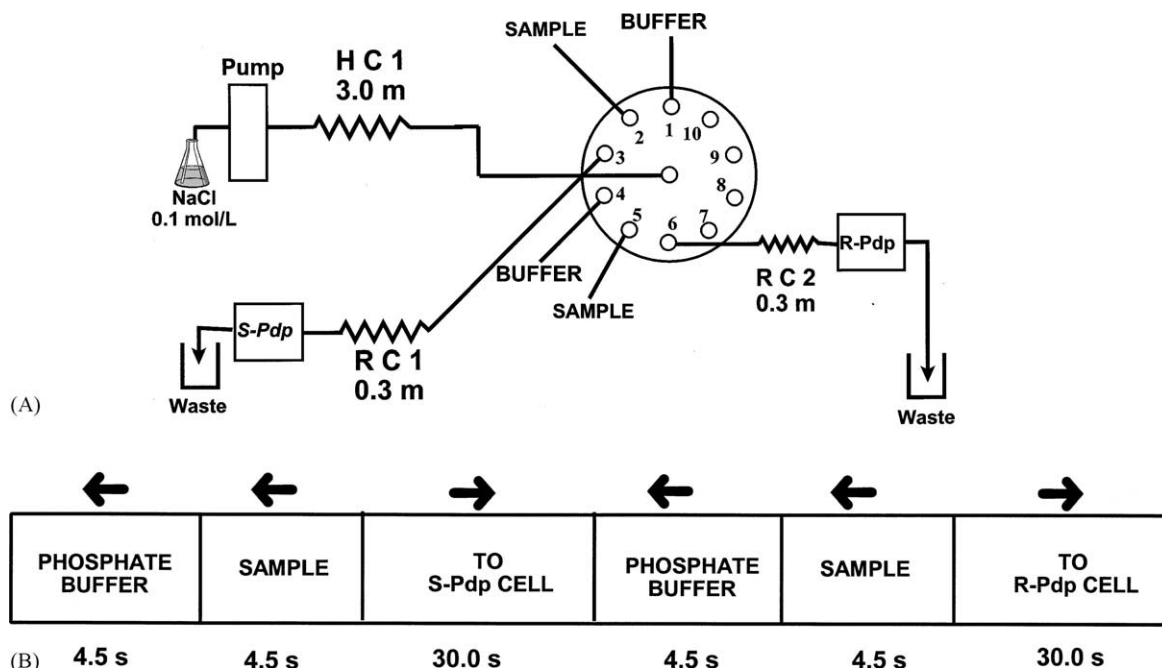 SAMPLE
BUFFER
H C 1
3.0 m
Pump
NaCl
0.1 mol/L
1
2
3
4
5
6
7
8
9
10
BUFFER
SAMPLE
R-Pdp
R C 2
0.3 m
Waste
S-Pdp
R C 1
0.3 m
Waste
(A)
PHOSPHATE
BUFFER
SAMPLE
TO
S-Pdp CELL
PHOSPHATE
BUFFER
SAMPLE
TO
R-Pdp CELL
(B) 4.5 s 4.5 s 30.0 s 4.5 s 4.5 s 30.0 s